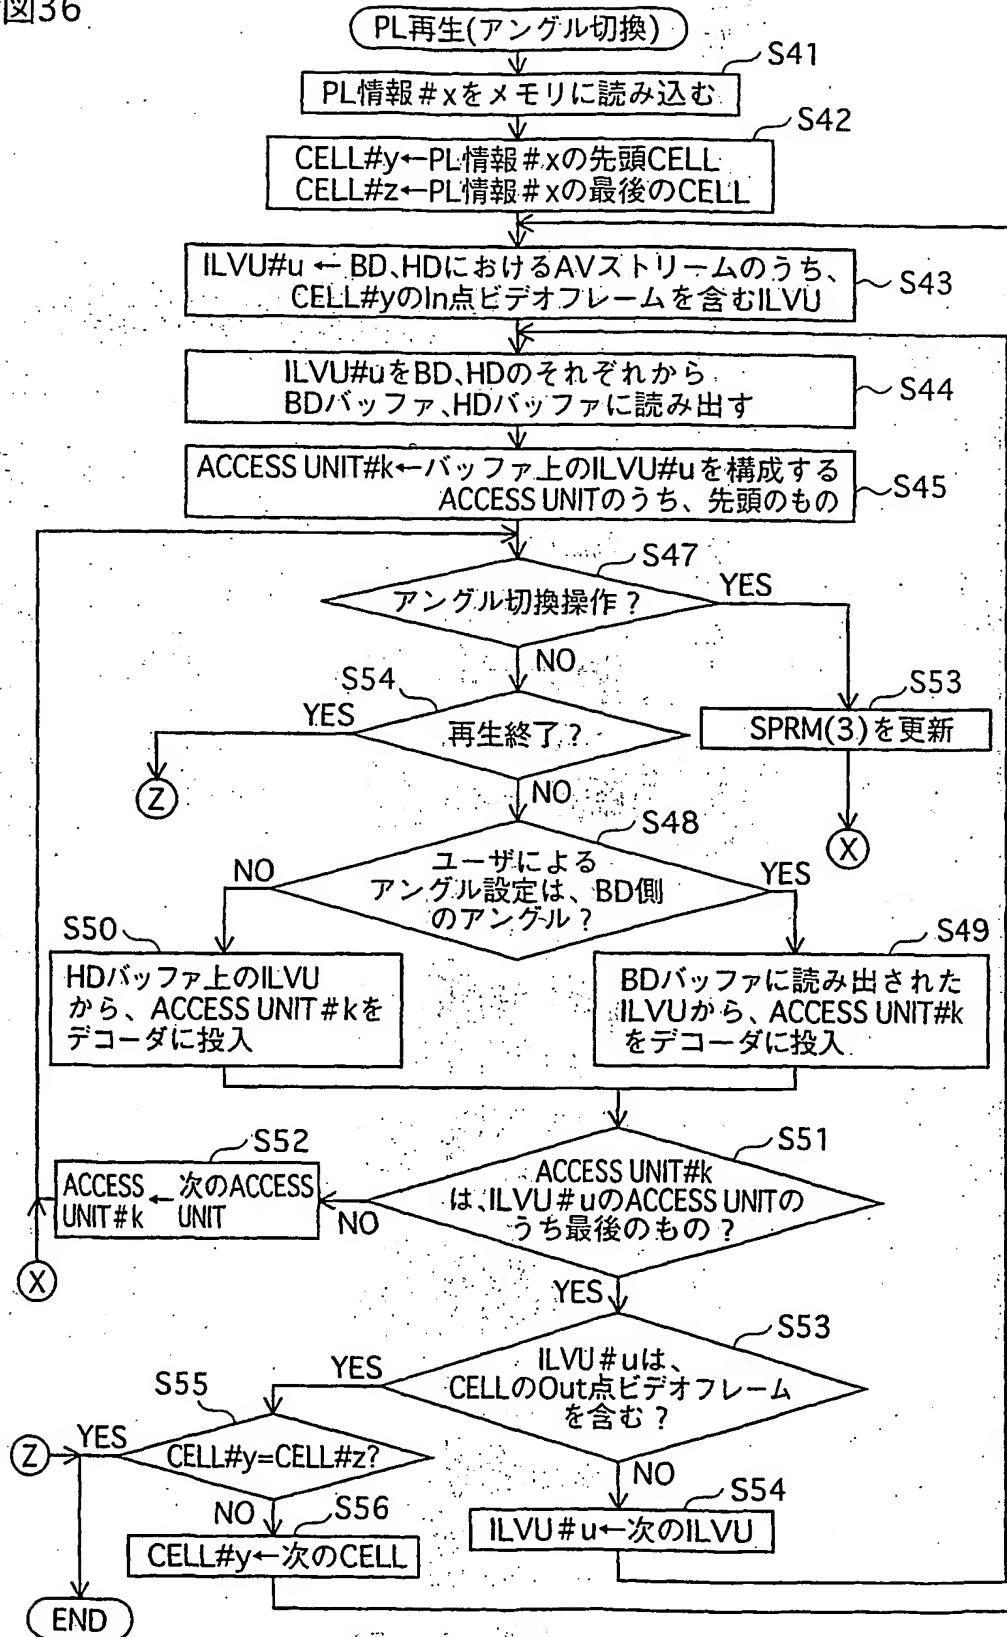 図36
PL再生(アングル切換)
S41
PL情報#xをメモリに読み込む
S42
CELL#y←PL情報#xの先頭CELL
CELL#z←PL情報#xの最後のCELL
ILVU#u ← BD、HDにおけるAVストリームのうち、
CELL#yのIn点ビデオフレームを含むILVU
S43
ILVU#uをBD、HDのそれぞれから
BDバッファ、HDバッファに読み出す
S44
ACCESS UNIT#k←バッファ上のILVU#uを構成する
ACCESS UNITのうち、先頭のもの
S45
S47
アングル切換操作?
YES
NO
S54
YES
再生終了?
S53
SPRM(3)を更新
Z
NO
X
S48
NO
ユーザによる
アングル設定は、BD側
のアングル?
YES
S50
HDバッファ上のILVU
から、ACCESS UNIT#kを
デコーダに投入
S49
BDバッファに読み出された
ILVUから、ACCESS UNIT#k
をデコーダに投入
S52
ACCESS UNIT#k ← 次のACCESS UNIT
NO
S51
ACCESS UNIT#k
は、ILVU#uのACCESS UNITの
うち最後のもの?
X
YES
S53
YES
ILVU#uは、
CELLのOut点ビデオフレーム
を含む?
S55
Z
YES
CELL#y=CELL#z?
NO
S54
NO
S56
ILVU#u←次のILVU
CELL#y←次のCELL
END